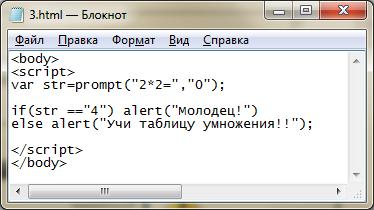 3.html — Блокнот
Файл Правка Формат Вид Справка
<body>
<script>
var str=prompt("2*2=","0");
if(str =="4") alert("Молодец!")
else alert("Учи таблицу умножения!!");
</script>
</body>